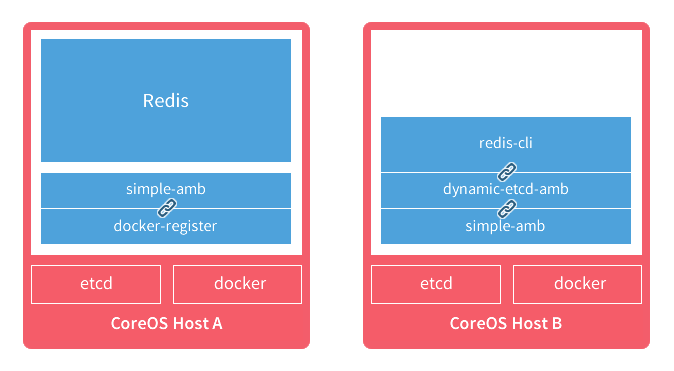 Redis
simple-amb
docker-register
etcd
docker
CoreOS Host A
redis-cli
dynamic-etcd-amb
simple-amb
etcd
docker
CoreOS Host B